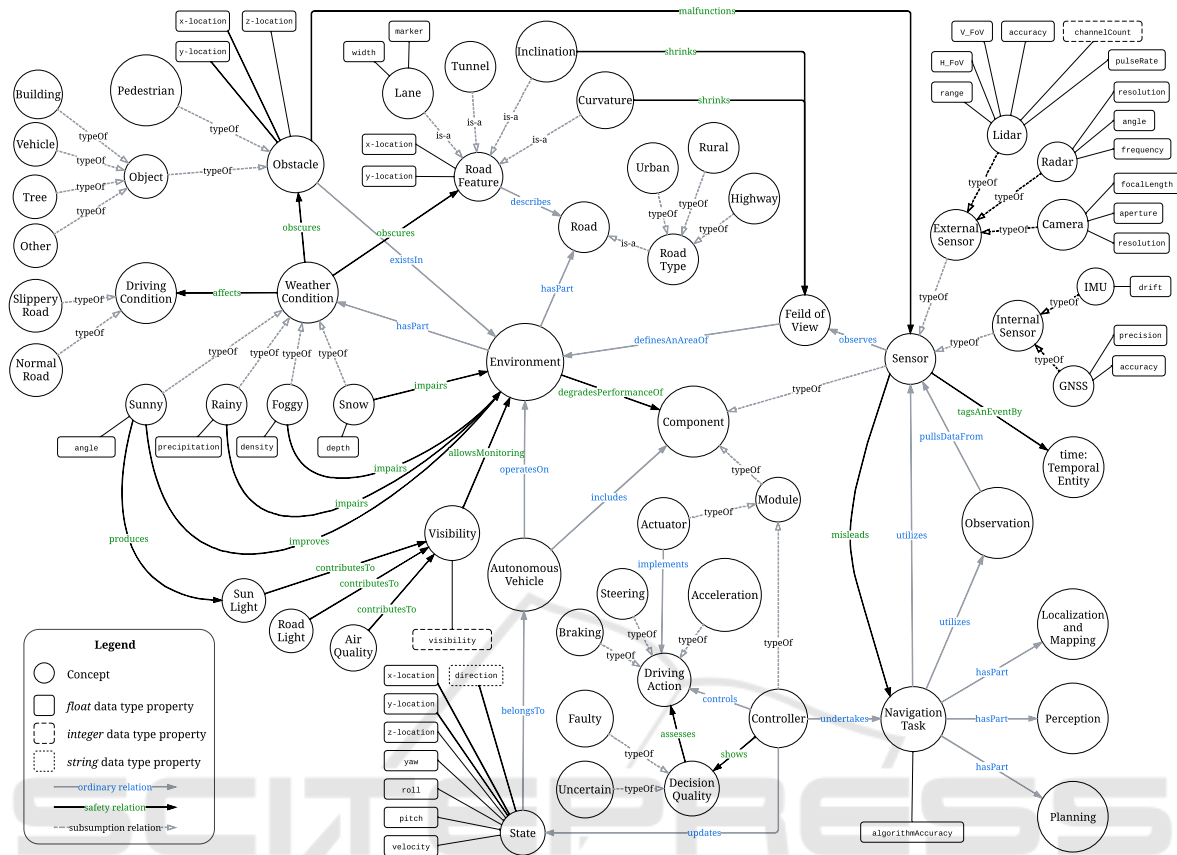 malfunctions
x-location
z-location
y-location
marker
width
Inclination
shrinks
V_FoV
accuracy
channelCount
H_FoV
pulseRate
range
resolution
angle
frequency
focalLength
aperture
resolution
Building
Pedestrian
Tunnel
Lane
Curvature
shrinks
Lidar
typeOf
typeOf
is-a
is-a
is-a
is-a
Vehicle
typeOf
typeOf
Object
typeOf
Obstacle
x-location
y-location
Road
Feature
Urban
Rural
Radar
typeOf
typeOf
Tree
typeOf
typeOf
Other
obscures
obscures
describes
Road
Highway
typeOf
typeOf
typeOf
is-a
Road
Type
External
Sensor
typeOf
Camera
existsIn
Slippery
Road
typeOf
Driving
Condition
affects
Weather
Condition
hasPart
hasPart
typeOf
IMU
drift
typeOf
Normal
Road
typeOf
typeOf
typeOf
typeOf
Environment
definesAnAreaOf
Feild of
View
observes
Sensor
typeOf
Internal
Sensor
typeOf
precision
accuracy
GNSS
Sunny
Rainy
Foggy
Snow
impairs
degradesPerformanceOf
Component
typeOf
tagsAnEventBy
angle
precipitation
density
depth
allowsMonitoring
pullsDataFrom
time:
Temporal
Entity
impairs
operatesOn
typeOf
impairs
includes
Module
Actuator
typeOf
Observation
produces
improves
Visibility
misleads
utilizes
contributesTo
contributesTo
contributesTo
Autonomous
Vehicle
implements
Sun
Light
Road
Light
Air
Quality
visibility
Steering
Acceleration
Braking
typeOf
typeOf
typeOf
typeOf
Driving
Action
utilizes
Localization
and
Mapping
hasPart
Legend
Concept
float data type property
integer data type property
string data type property
ordinary relation
safety relation
subsumption relation
x-location
direction
y-location
z-location
yaw
roll
pitch
velocity
State
belongsTo
controls
Controller
undertakes
Navigation
Task
hasPart
Perception
Faulty
assesses
shows
typeOf
Uncertain
typeOf
Decision
Quality
hasPart
Planning
updates
algorithmAccuracy
SCITEPRESS